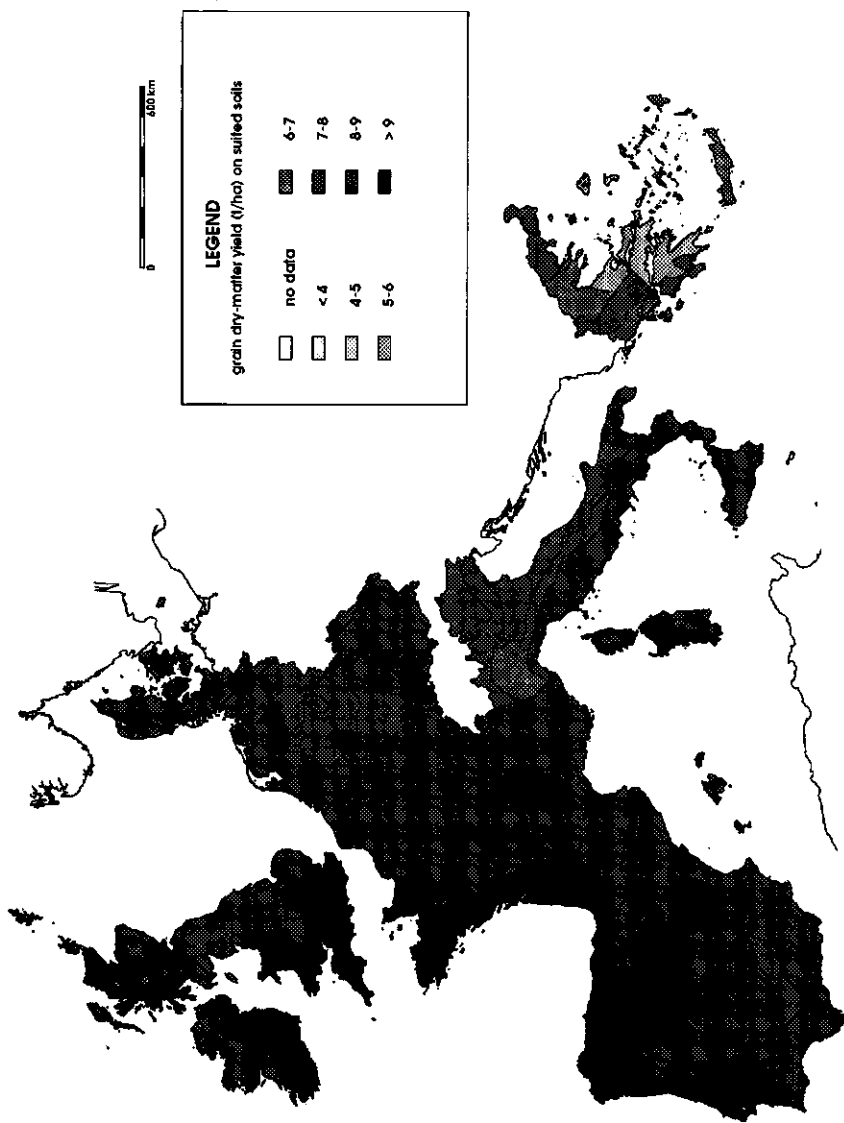 0 600 km
LEGEND
grain dry-matter yield (t/ha) on suited soils
no data
< 4
4-5
5-6
6-7
7-8
8-9
> 9